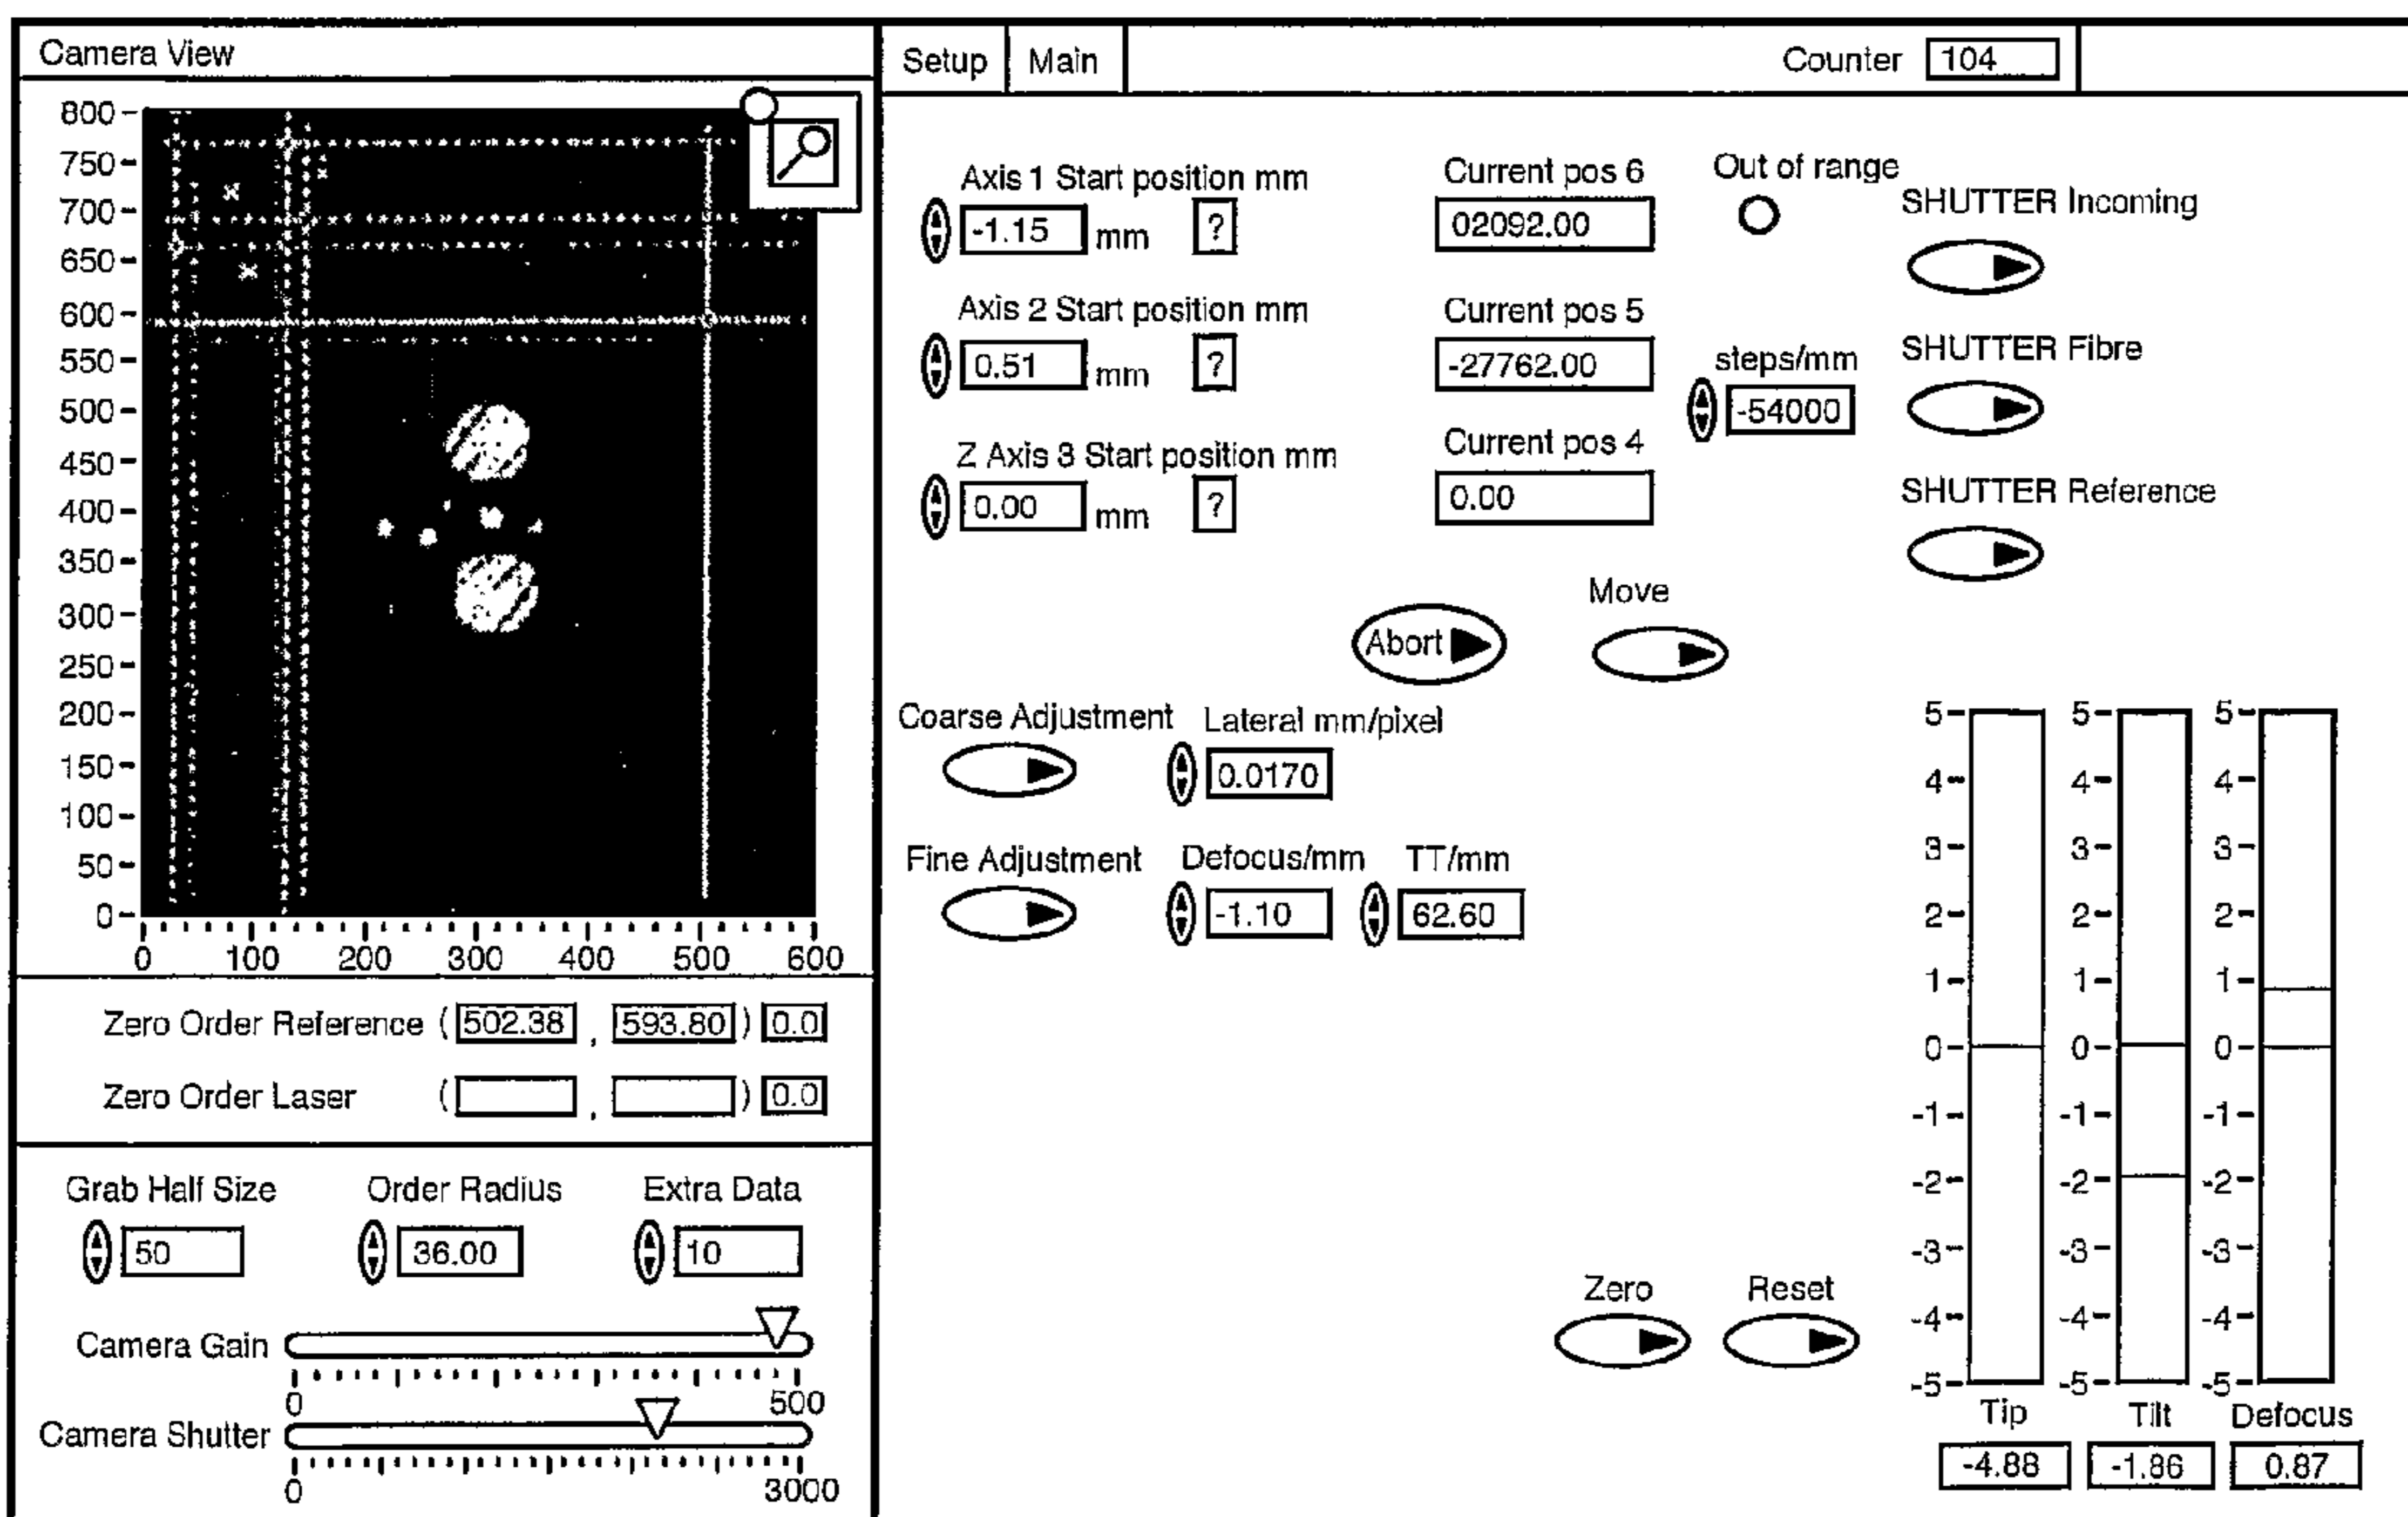 Camera View
Setup Main Counter 104
800
750
700
650
600
550
500
450
400
350
300
250
200
150
100
50
0
0 100 200 300 400 500 600
Axis 1 Start position mm
-1.15 mm ?
Axis 2 Start position mm
0.51 mm ?
Z Axis 3 Start position mm
0.00 mm ?
Current pos 6
02092.00
Current pos 5
-27762.00
Current pos 4
0.00
Out of range
steps/mm
-54000
SHUTTER Incoming
SHUTTER Fibre
SHUTTER Reference
Abort
Move
Coarse Adjustment Lateral mm/pixel
0.0170
Fine Adjustment Defocus/mm TT/mm
-1.10 62.60
Zero Order Reference (502.38 , 593.80) 0.0
Zero Order Laser ( , ) 0.0
Grab Half Size Order Radius Extra Data
50 36.00 10
Camera Gain
0 500
Camera Shutter
0 3000
Zero Reset
5 5 5
4 4 4
3 3 3
2 2 2
1 1 1
0 0 0
-1 -1 -1
-2 -2 -2
-3 -3 -3
-4 -4 -4
-5 -5 -5
Tip Tilt Defocus
-4.88 -1.86 0.87